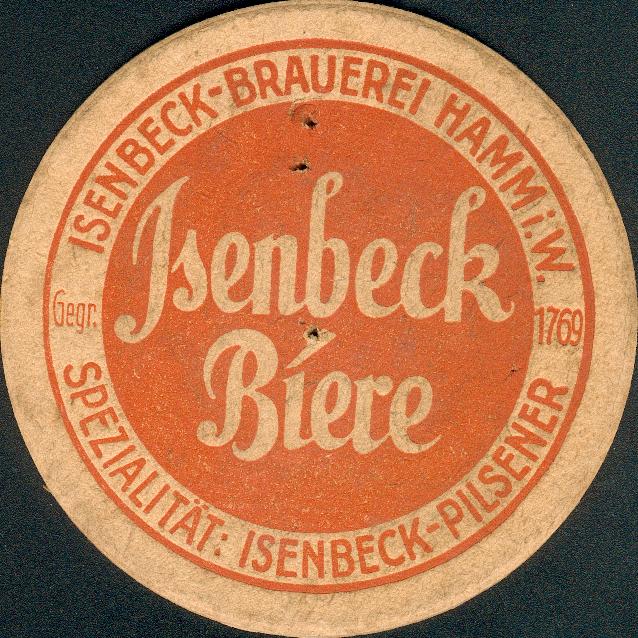 ISENBECK-BRAUEREI HAMM i.W.
Isenbeck
Biere
Gegr. 1769
SPEZIALITÄT: ISENBECK-PILSENER